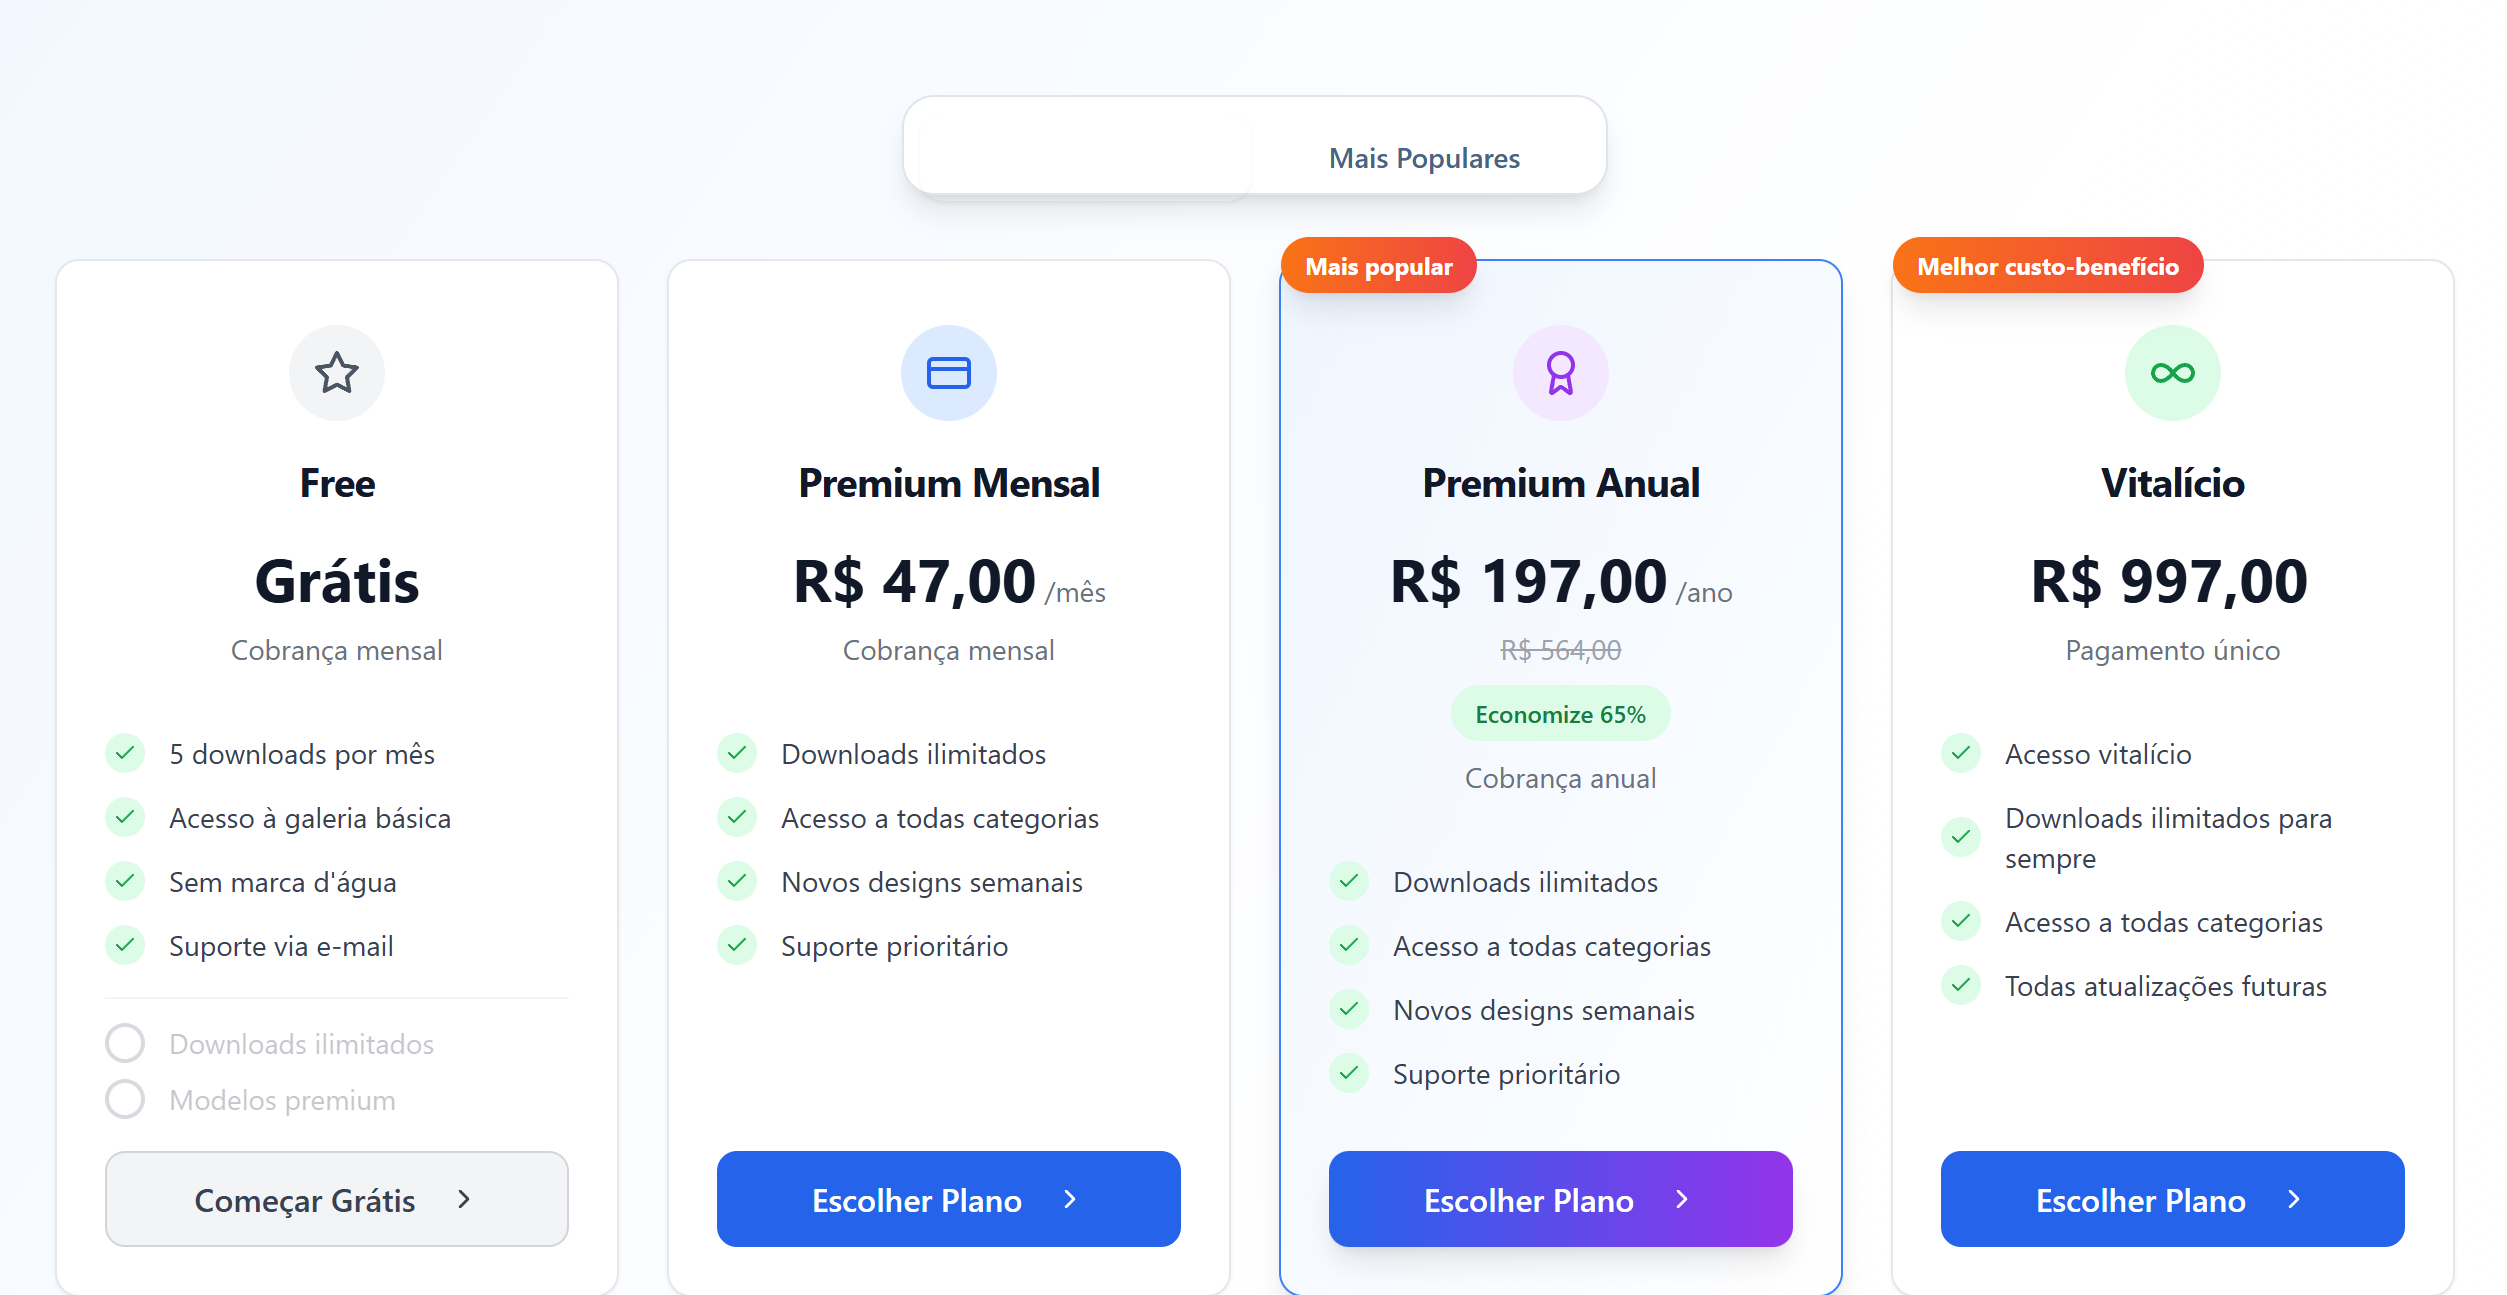 Mais Populares
Free
Grátis
Cobrança mensal
5 downloads por mês
Acesso à galeria básica
Sem marca d'água
Suporte via e-mail
Downloads ilimitados
Modelos premium
Começar Grátis
Premium Mensal
R$ 47,00 /mês
Cobrança mensal
Downloads ilimitados
Acesso a todas categorias
Novos designs semanais
Suporte prioritário
Escolher Plano
Mais popular
Premium Anual
R$ 197,00 /ano
R$ 564,00
Economize 65%
Cobrança anual
Downloads ilimitados
Acesso a todas categorias
Novos designs semanais
Suporte prioritário
Escolher Plano
Melhor custo-benefício
Vitalício
R$ 997,00
Pagamento único
Acesso vitalício
Downloads ilimitados para
sempre
Acesso a todas categorias
Todas atualizações futuras
Escolher Plano